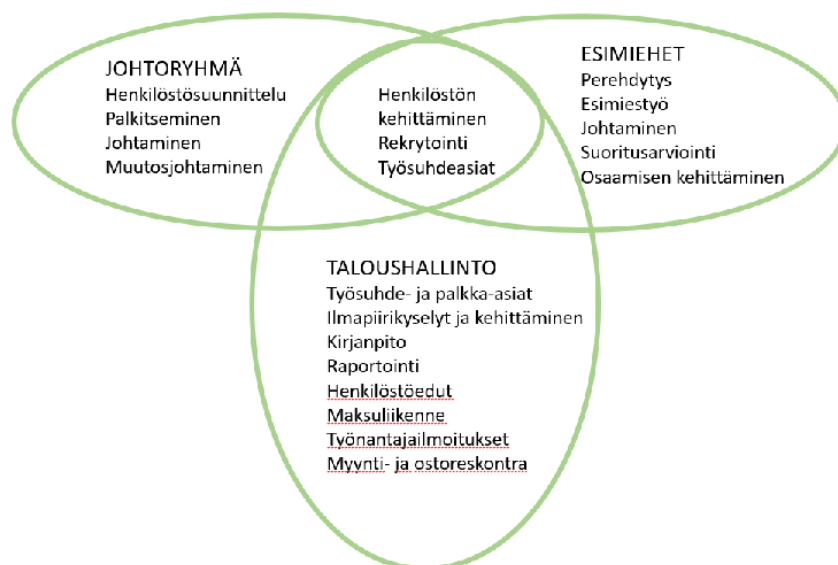 JOHTORYHMÄ
Henkilöstösuunnittelu
Palkitseminen
Johtaminen
Muutosjohtaminen
Henkilöstön
kehittäminen
Rekrytointi
Työsuhdeasiat
ESIMIEHET
Perehdytys
Esimiestyö
Johtaminen
Suoritusarviointi
Osaamisen kehittäminen
TALOUSHALLINTO
Työsuhde- ja palkka-asiat
Ilmapiirikyselyt ja kehittäminen
Kirjanpito
Raportointi
Henkilöstöedut
Maksuliikenne
Työnantajailmoitukset
Myynti- ja ostoreskontra